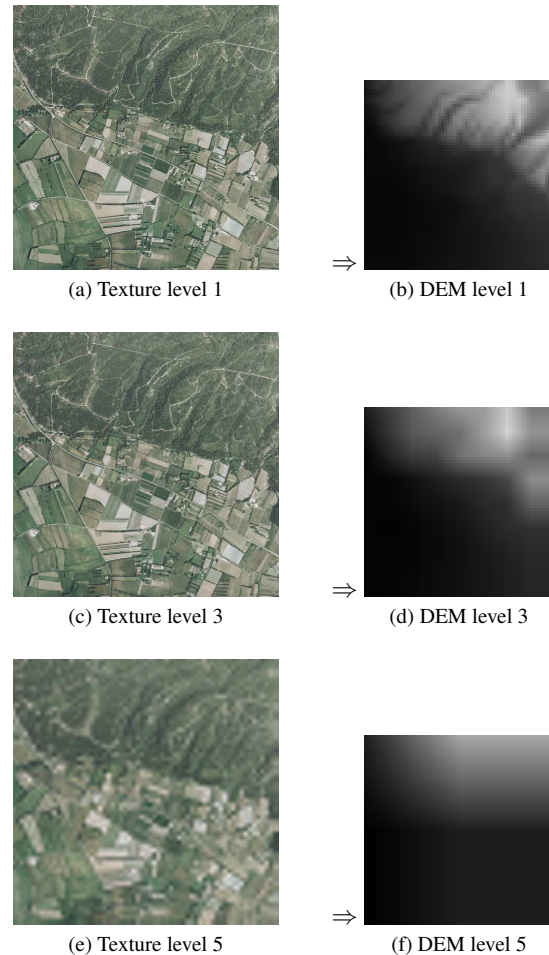 ⇒
(a) Texture level 1
(b) DEM level 1
⇒
(c) Texture level 3
(d) DEM level 3
⇒
(e) Texture level 5
(f) DEM level 5